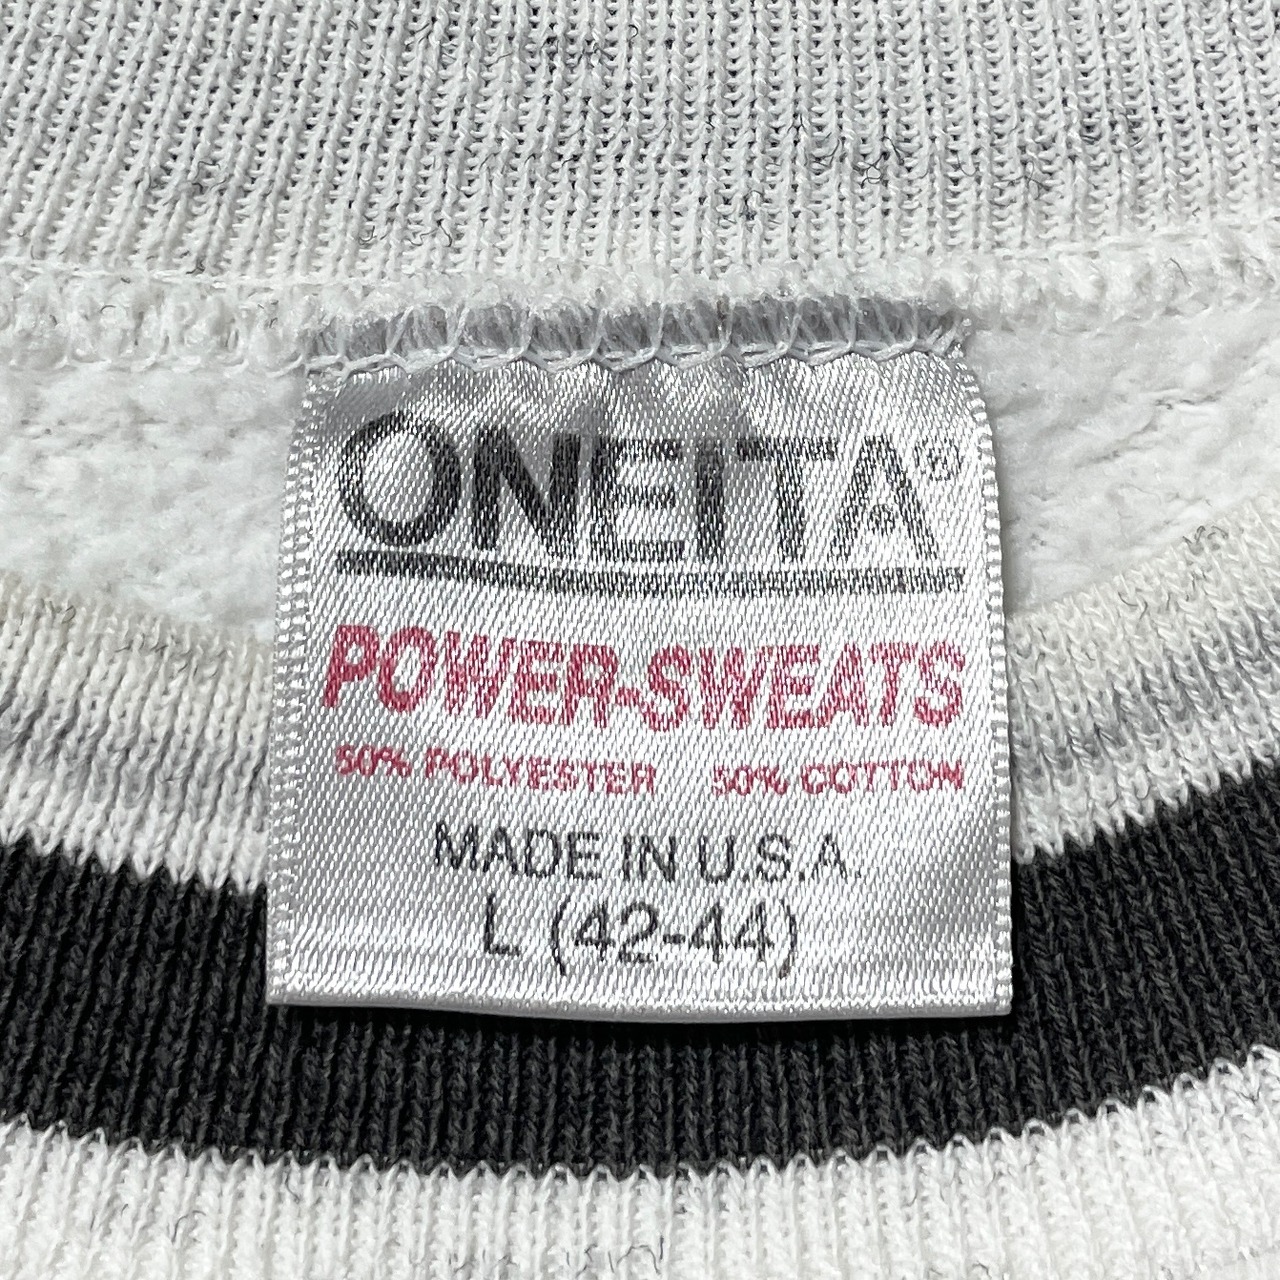 ONEITA®
POWER-SWEATS
50% POLYESTER 50% COTTON
MADE IN U.S.A.
L (42-44)